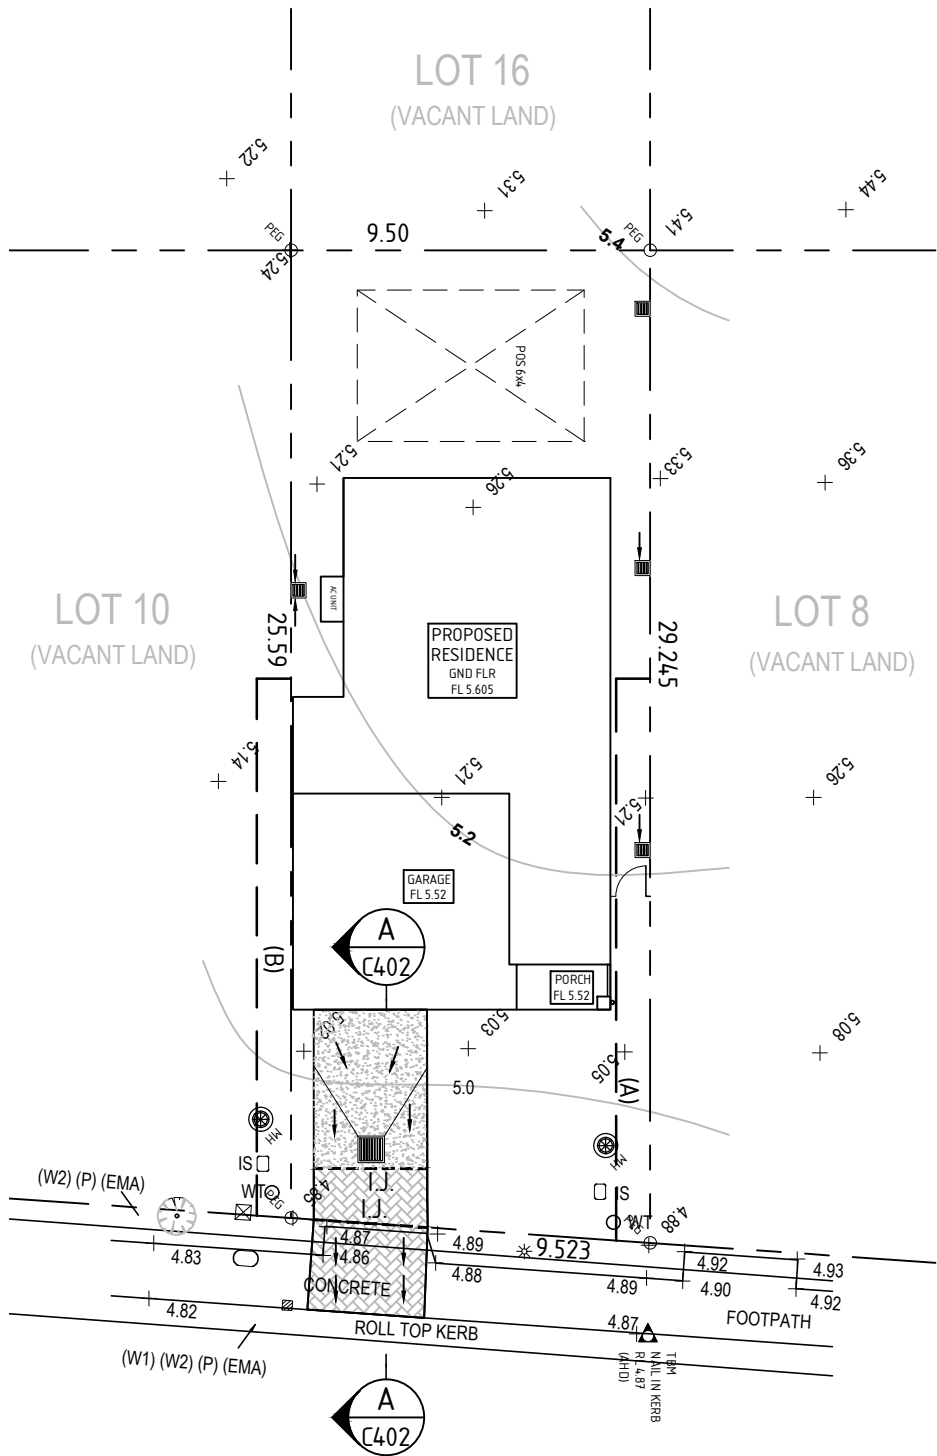 LOT 16
(VACANT LAND)
5.22
5.31
5.44
5.41
PEG
9.50
5.4
PEG
5.24
POS 6x4
5.21
5.26
5.33
5.36
AC UNIT
LOT 10
(VACANT LAND)
25.59
PROPOSED
RESIDENCE
GND FLR
FL 5.605
29.245
LOT 8
(VACANT LAND)
5.14
5.21
5.21
5.26
5.2
GARAGE
FL 5.52
A
C402
(B)
PORCH
FL 5.52
5.02
5.03
5.05
5.08
5.0
(A)
MH
MH
IS
IS
(W2) (P) (EMA)
WT
PEG
4.85
I.J.
I.J.
WT
PEG
4.88
4.87
4.89
9.523
4.83
4.86
4.88
4.92
4.93
4.89
4.90
4.92
CONCRETE
4.82
FOOTPATH
ROLL TOP KERB
4.87
(W1) (W2) (P) (EMA)
TBM
NAIL IN KERB
RL 4.87
(AHD)
A
C402